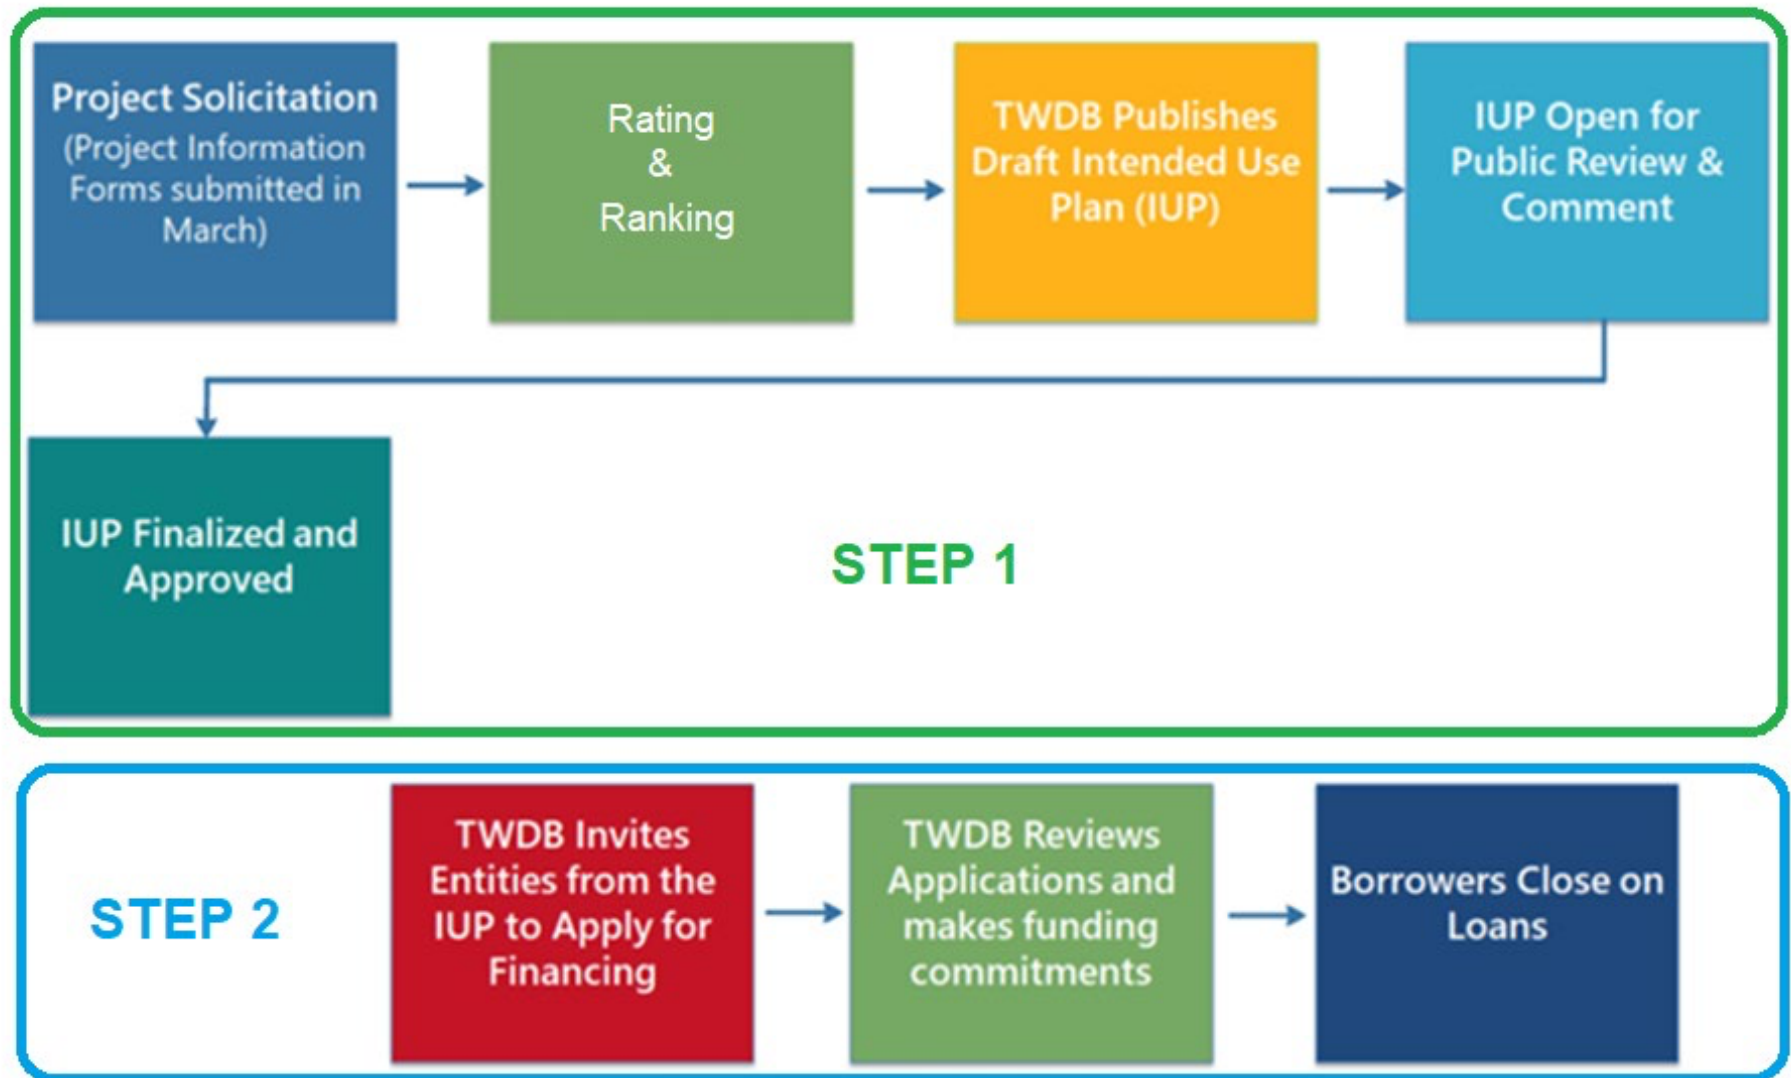 Project Solicitation
(Project Information
Forms submitted in
March)
Rating
&
Ranking
TWDB Publishes
Draft Intended Use
Plan (IUP)
IUP Open for
Public Review &
Comment
IUP Finalized and
Approved
STEP 1
STEP 2
TWDB Invites
Entities from the
IUP to Apply for
Financing
TWDB Reviews
Applications and
makes funding
commitments
Borrowers Close on
Loans